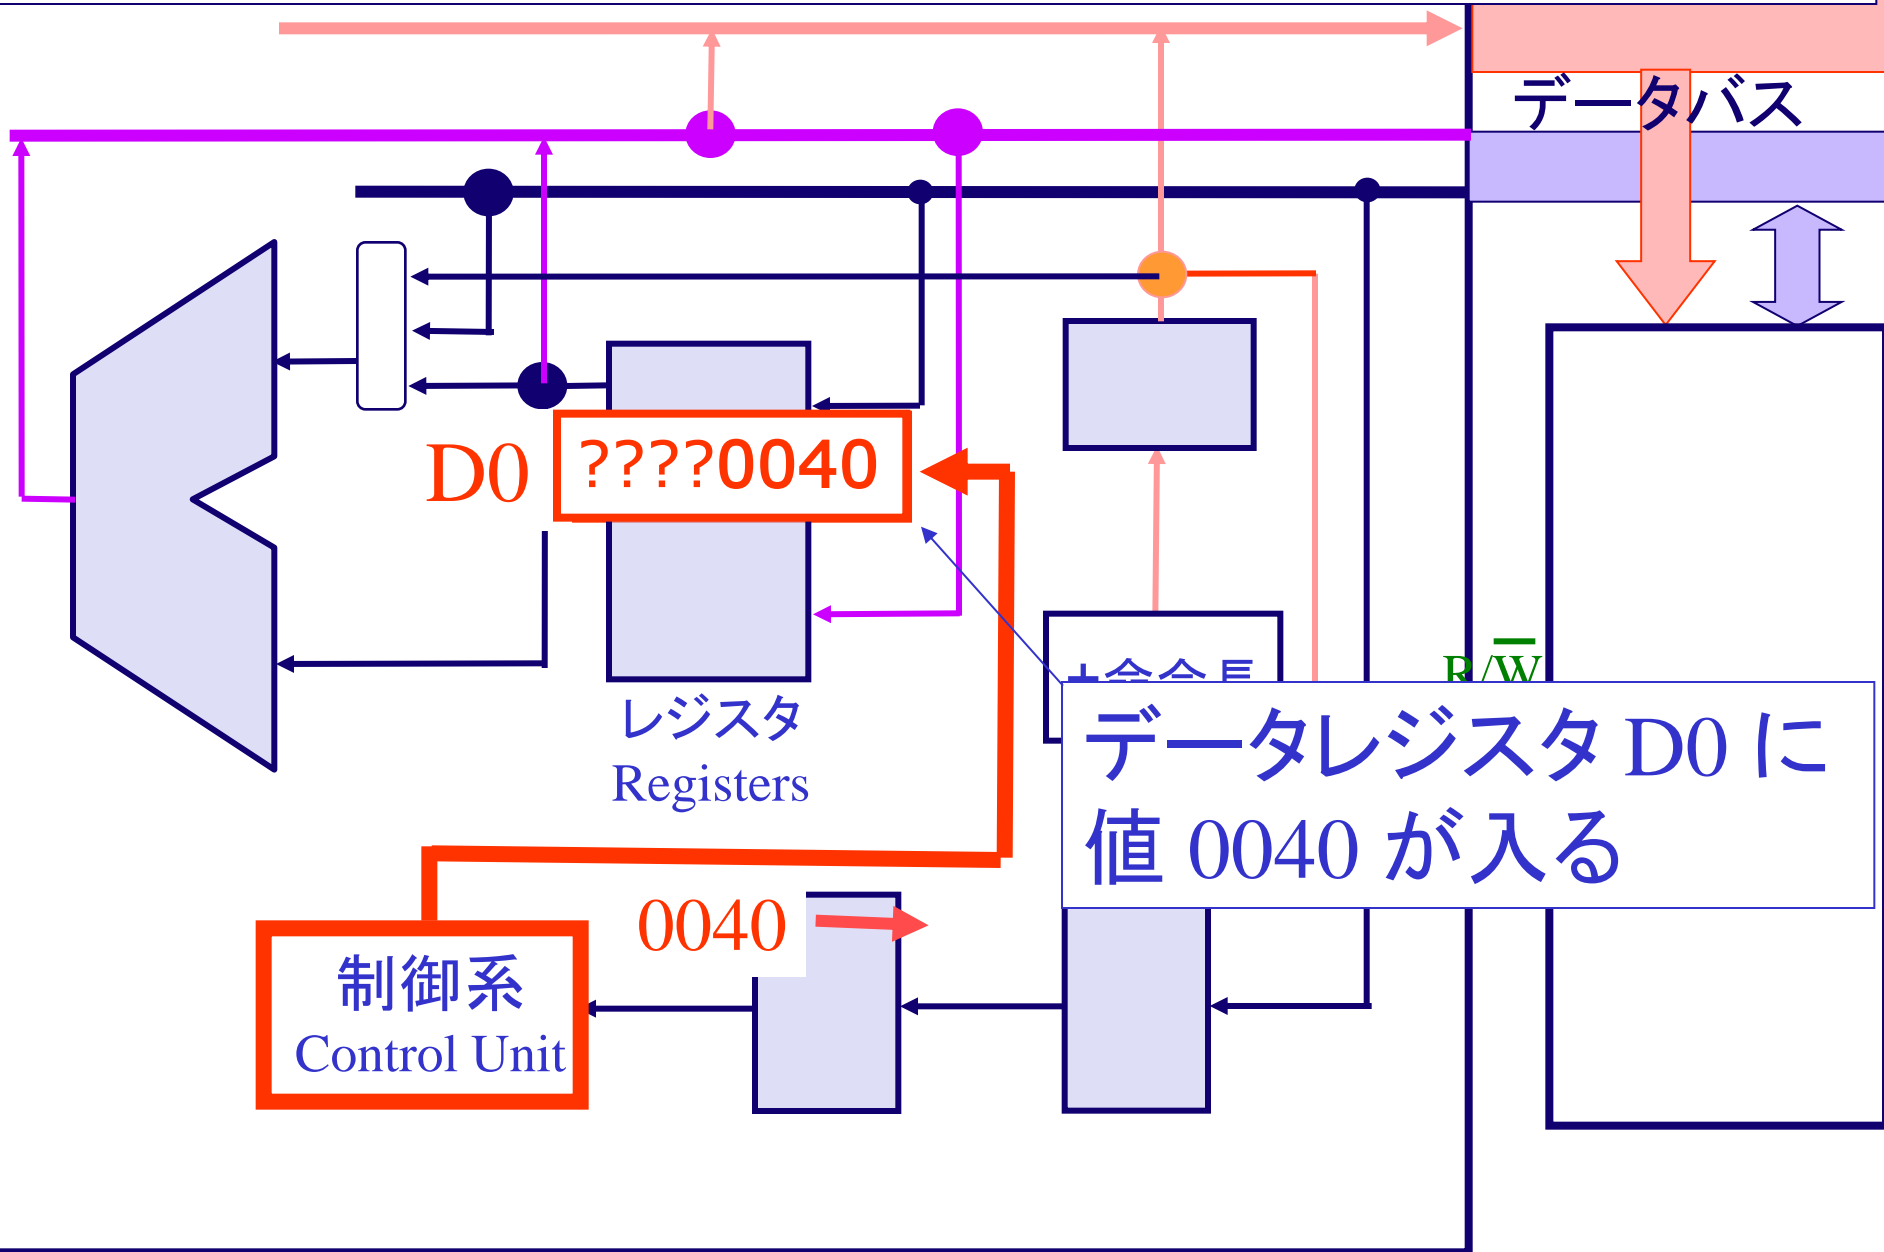 データバス
D0
????0040
R/W
レジスタ
Registers
データレジスタ D0 に
値 0040 が入る
0040
制御系
Control Unit